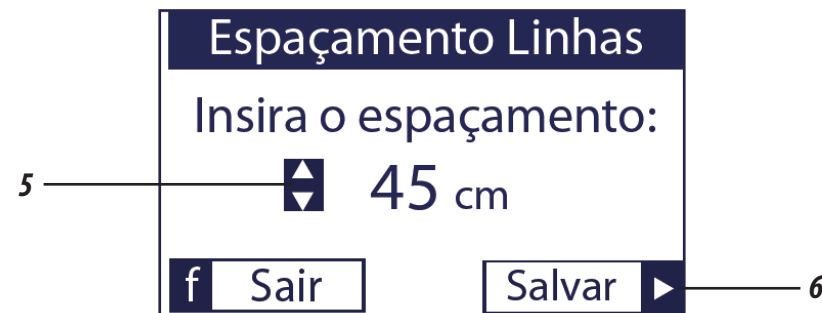 Espaçamento Linhas
Insira o espaçamento:
5 45 cm
f Sair Salvar 6